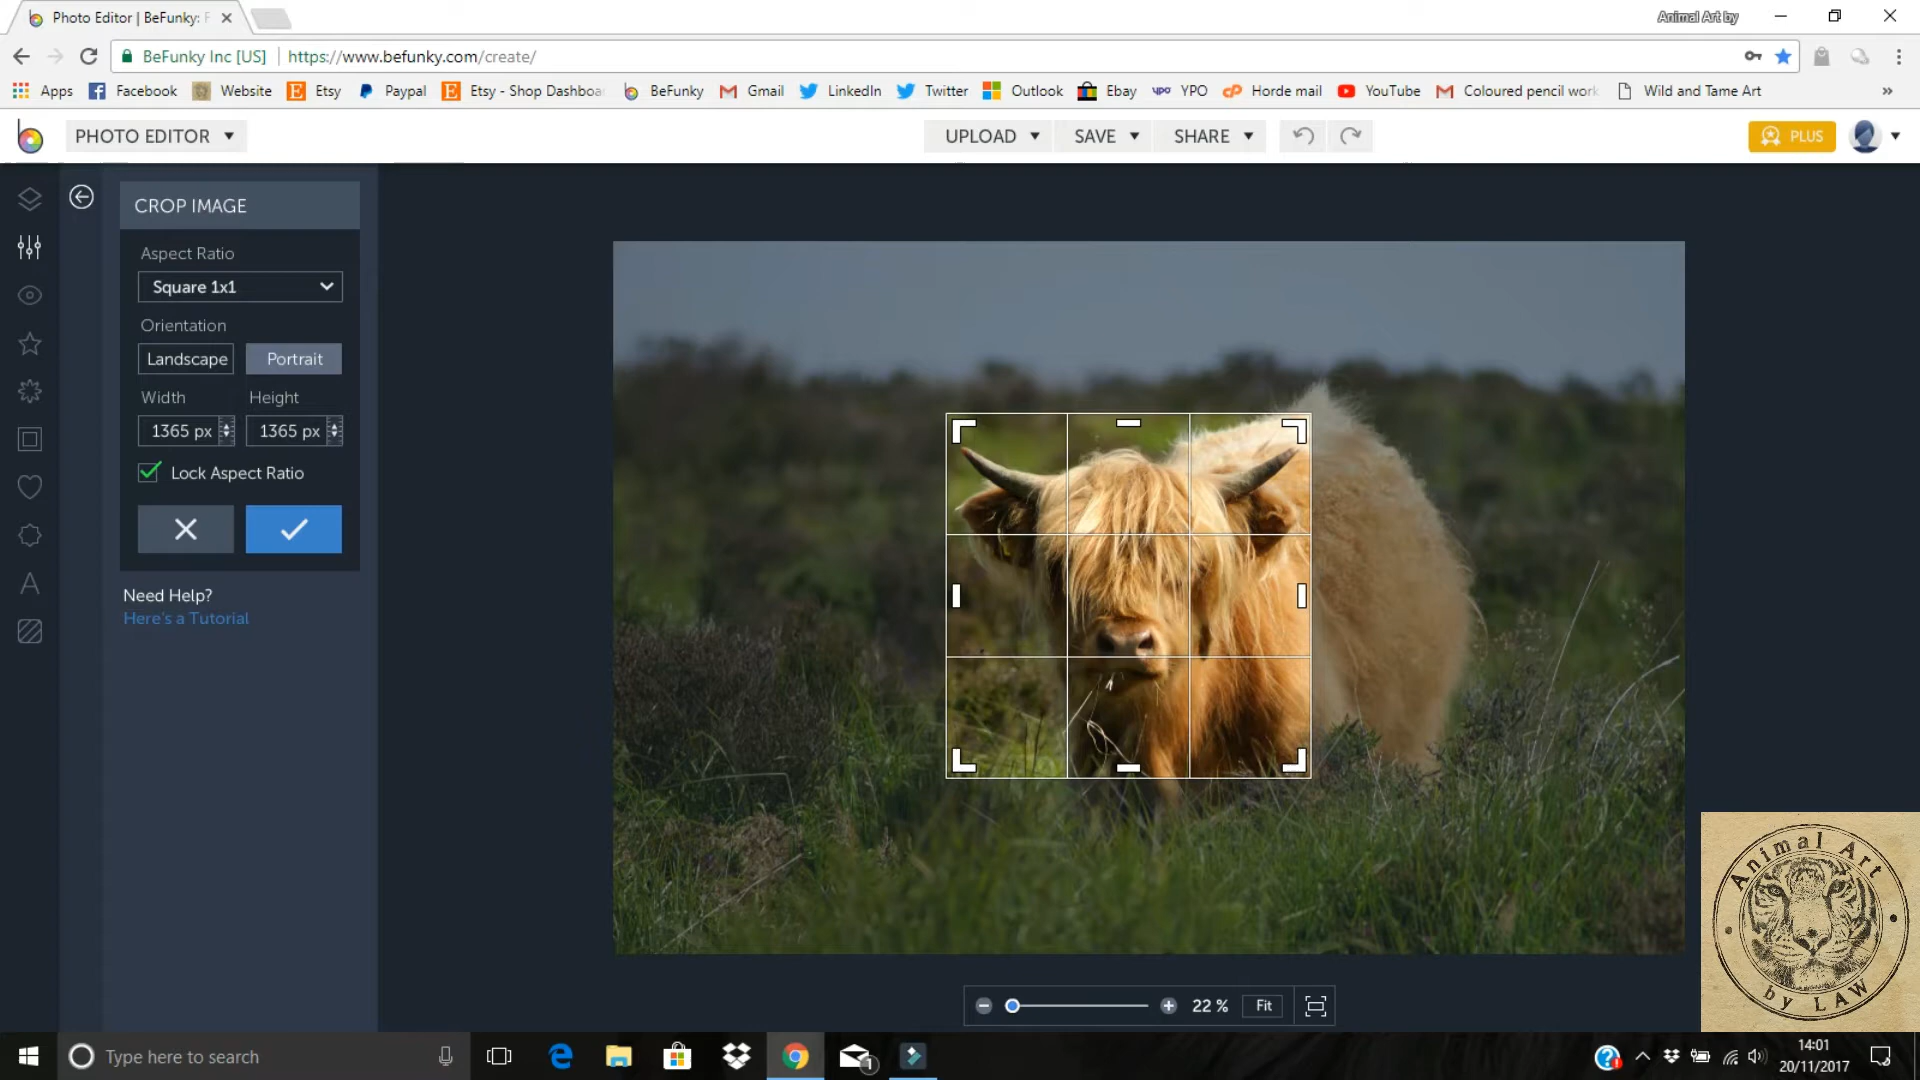 Photo Editor | BeFunky: F
Animal Art by
BeFunky Inc [US]
https://www.befunky.com/create/
Apps
Facebook
Website
Etsy
Paypal
Etsy - Shop Dashboa
BeFunky
Gmail
LinkedIn
Twitter
Outlook
Ebay
YPO
YPO
Horde mail
YouTube
Coloured pencil work
Wild and Tame Art
PHOTO EDITOR
UPLOAD
SAVE
SHARE
PLUS
CROP IMAGE
Aspect Ratio
Square 1x1
Orientation
Landscape
Portrait
Width
Height
1365 px
1365 px
Lock Aspect Ratio
Need Help?
Here's a Tutorial
22 %
Fit
Animal Art
by LAW
Type here to search
1
14:01
20/11/2017